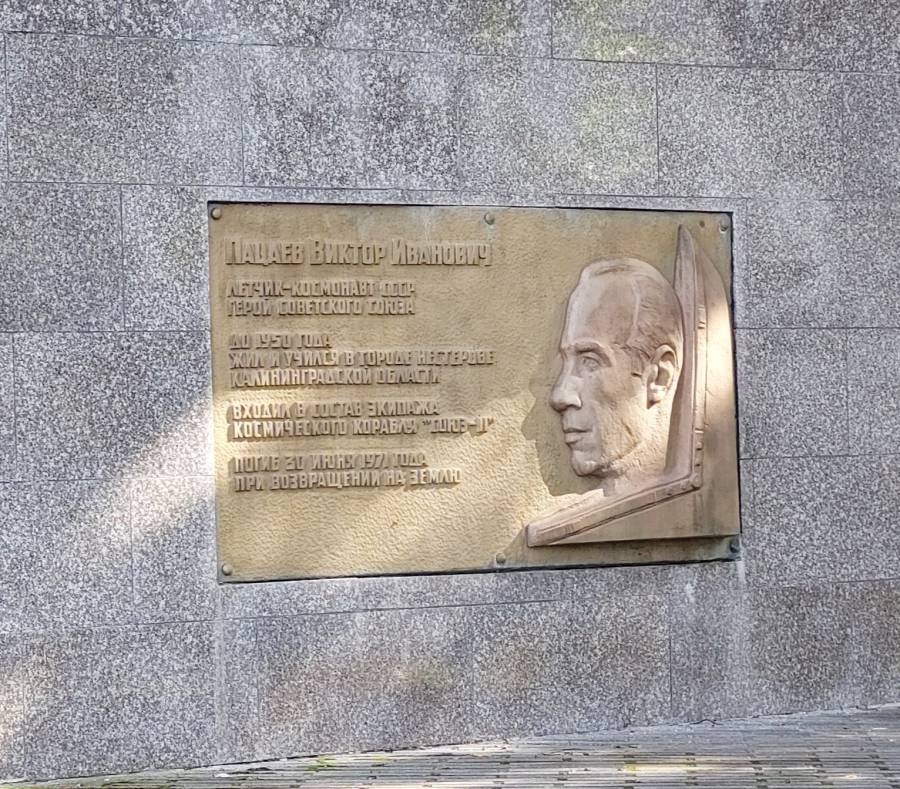 Пацаев Виктор Иванович
летчик-космонавт СССР
герой Советского Союза
до 1950 года
жил и учился в городе Нестерове
Калининградской области
входил в состав экипажа
космического корабля "Союз-11"
погиб 30 июня 1971 года
при возвращении на Землю